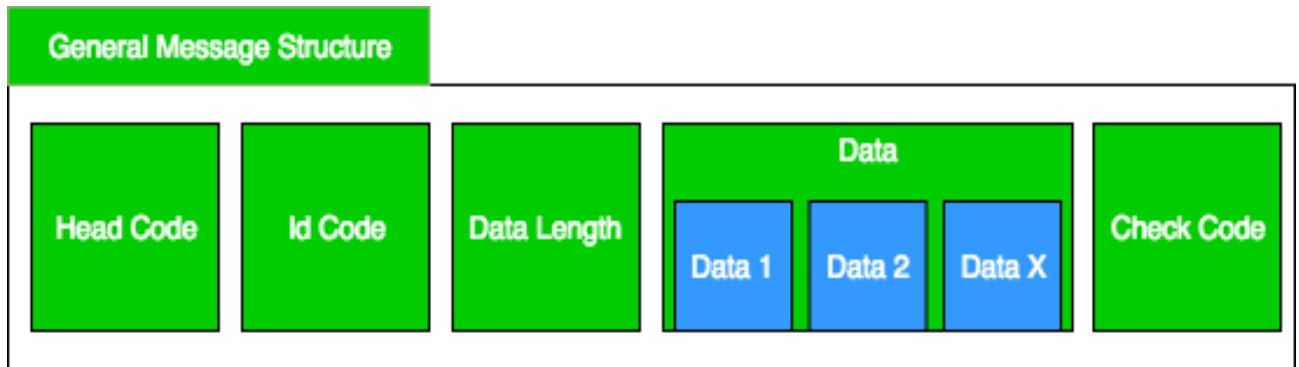 General Message Structure
Head Code
Id Code
Data Length
Data
Data 1
Data 2
Data X
Check Code